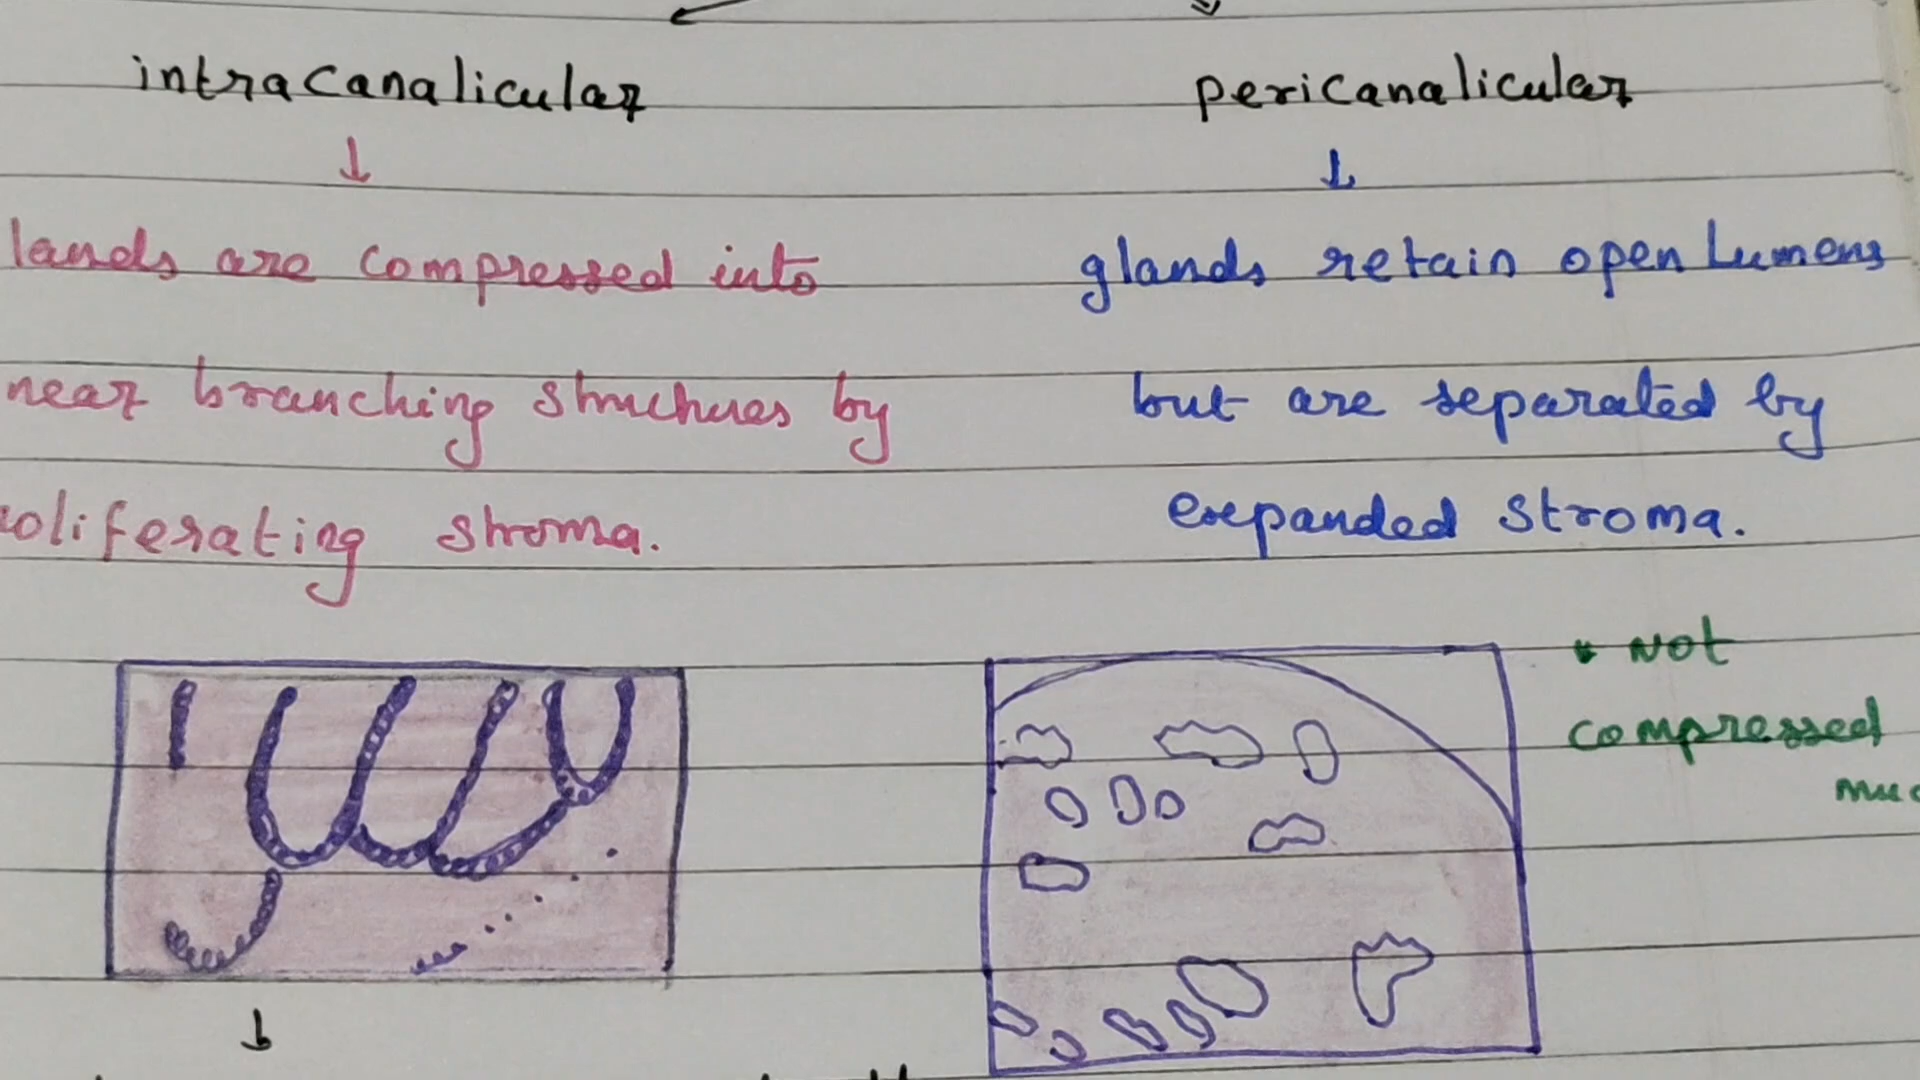 intracanalicular
lands are compressed into
near branching structures by
roliferating stroma.
pericanalicular
glands retain open Lumens
but are separated by
expanded stroma.
* Not
compressed